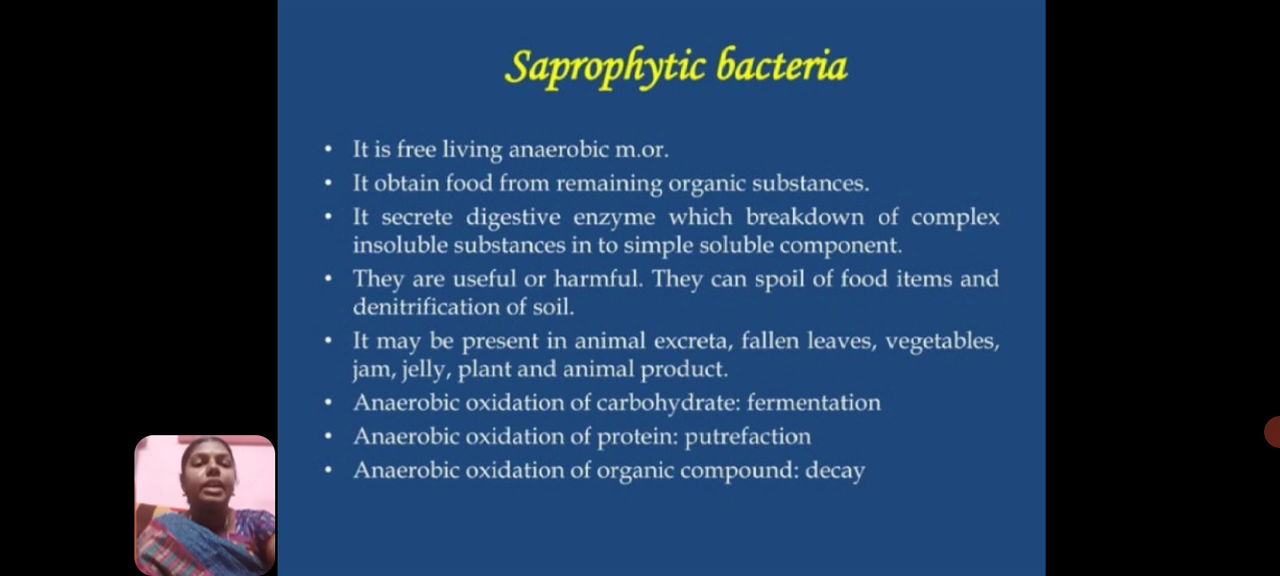 Saprophytic bacteria
• It is free living anaerobic m.or.
• It obtain food from remaining organic substances.
• It secrete digestive enzyme which breakdown of complex
insoluble substances in to simple soluble component.
• They are useful or harmful. They can spoil of food items and
denitrification of soil.
• It may be present in animal excreta, fallen leaves, vegetables,
jam, jelly, plant and animal product.
• Anaerobic oxidation of carbohydrate: fermentation
• Anaerobic oxidation of protein: putrefaction
• Anaerobic oxidation of organic compound: decay